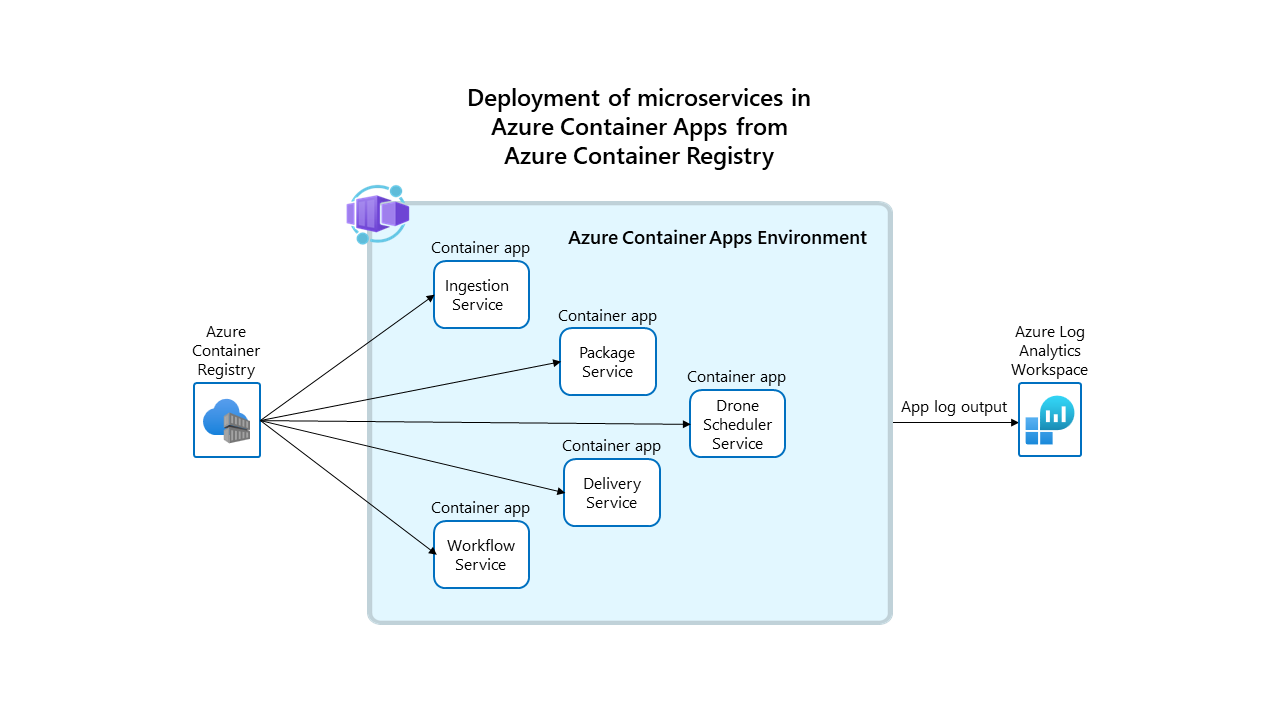 Deployment of microservices in
Azure Container Apps from
Azure Container Registry
Azure Container Apps Environment
Container app
Ingestion
Service
Container app
Package
Service
Azure
Container
Registry
Container app
Drone
Scheduler
Service
App log output
Azure Log
Analytics
Workspace
Container app
Delivery
Service
Container app
Workflow
Service